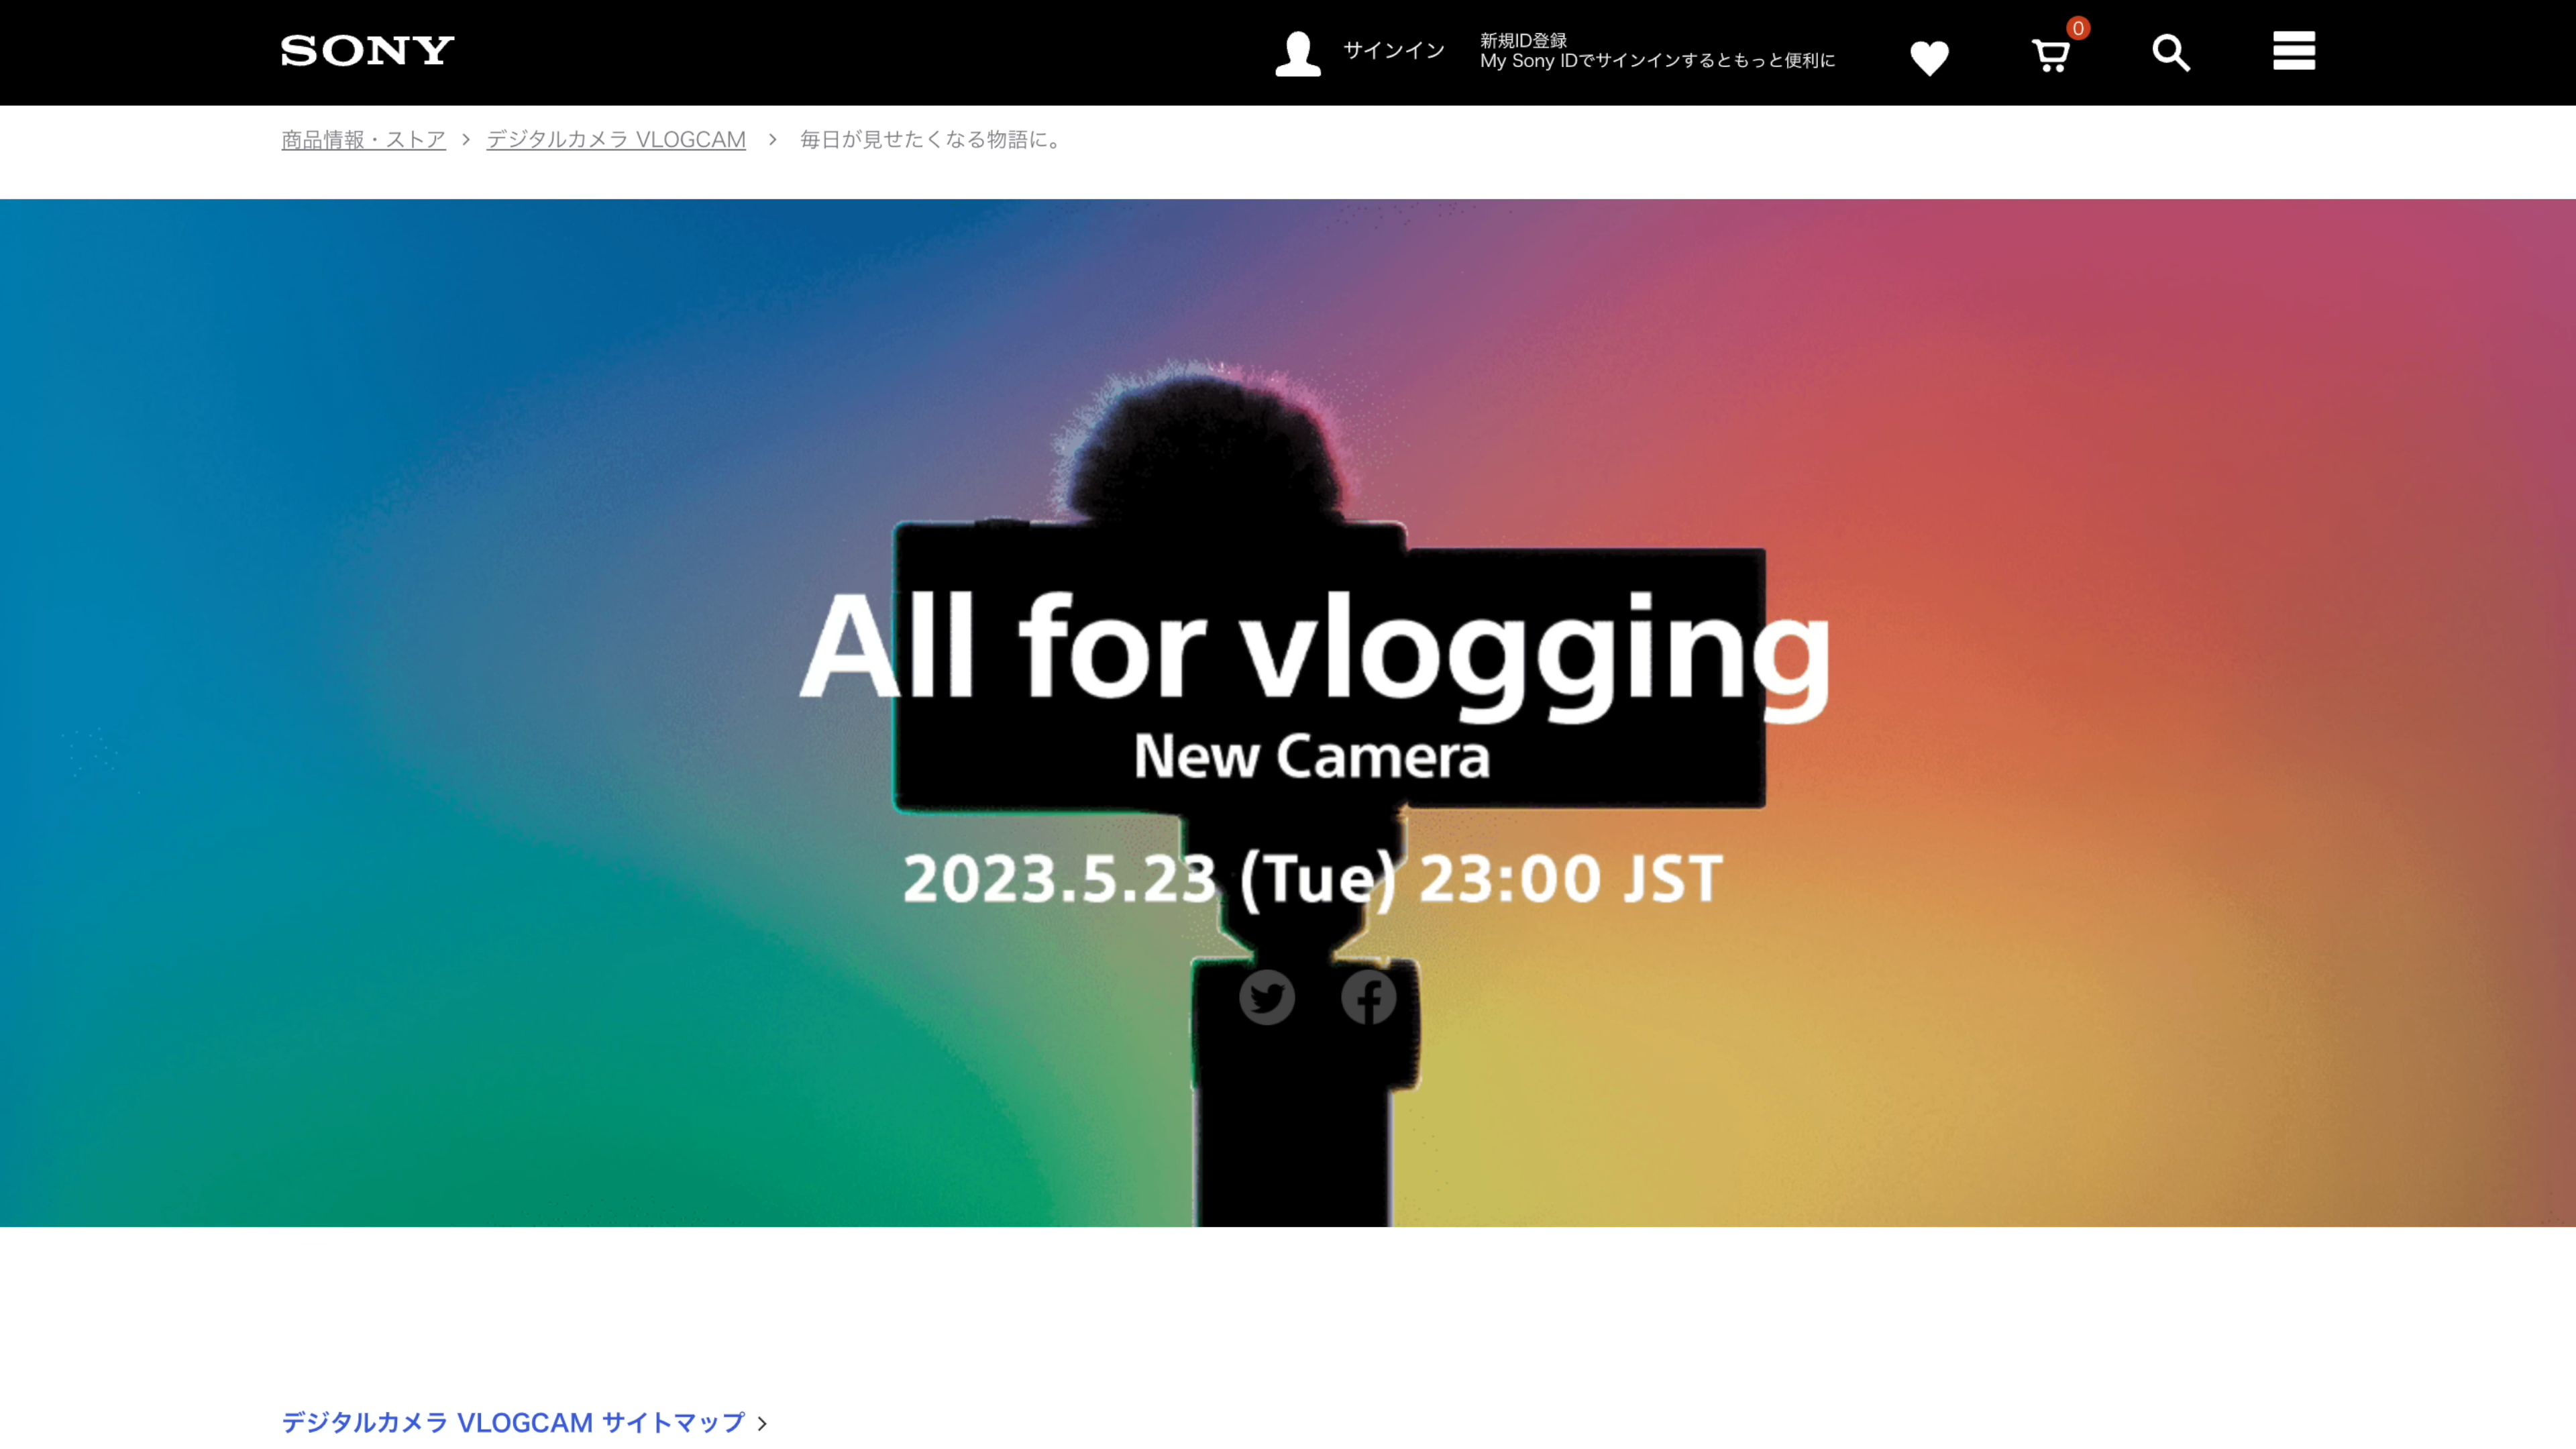 SONY
サインイン
新規ID登録
My Sony IDでサインインするともっと便利に
0
商品情報・ストア > デジタルカメラ VLOGCAM > 毎日が見せたくなる物語に。
All for vlogging
New Camera
2023.5.23 (Tue) 23:00 JST
デジタルカメラ VLOGCAM サイトマップ >